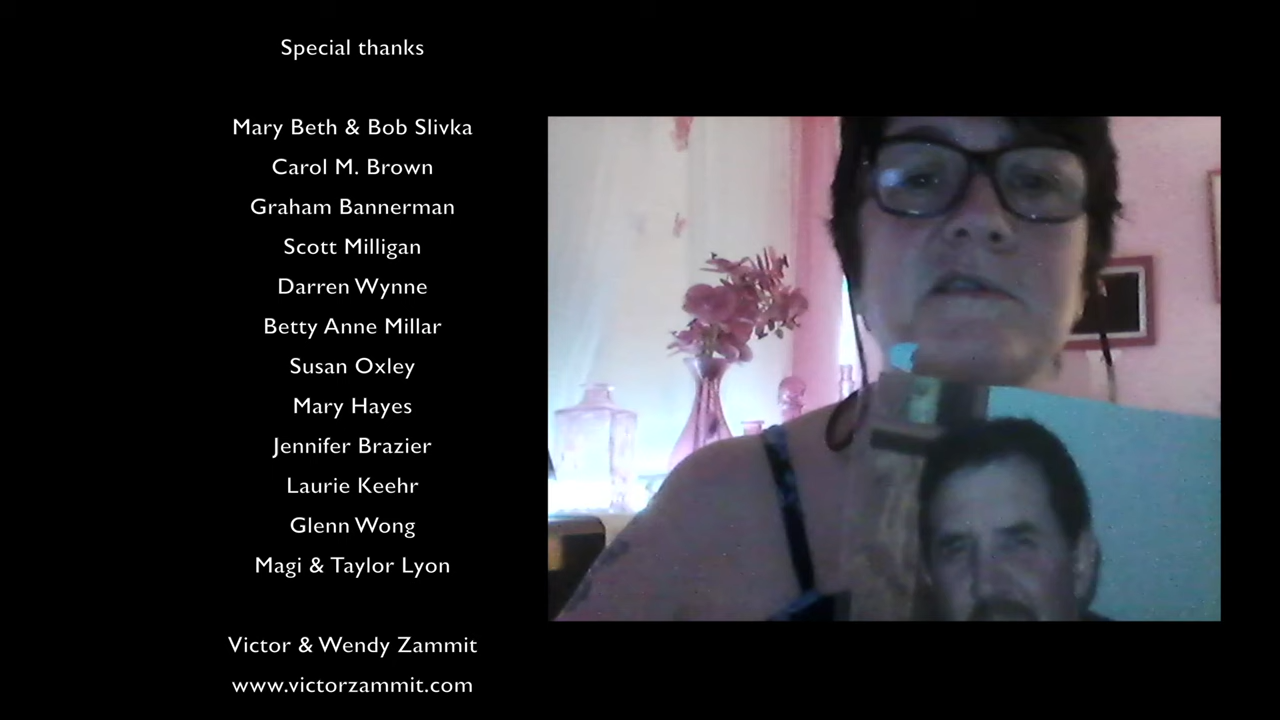 Special thanks
Mary Beth & Bob Slivka
Carol M. Brown
Graham Bannerman
Scott Milligan
Darren Wynne
Betty Anne Millar
Susan Oxley
Mary Hayes
Jennifer Brazier
Laurie Keehr
Glenn Wong
Magi & Taylor Lyon
Victor & Wendy Zammit
www.victorzammit.com